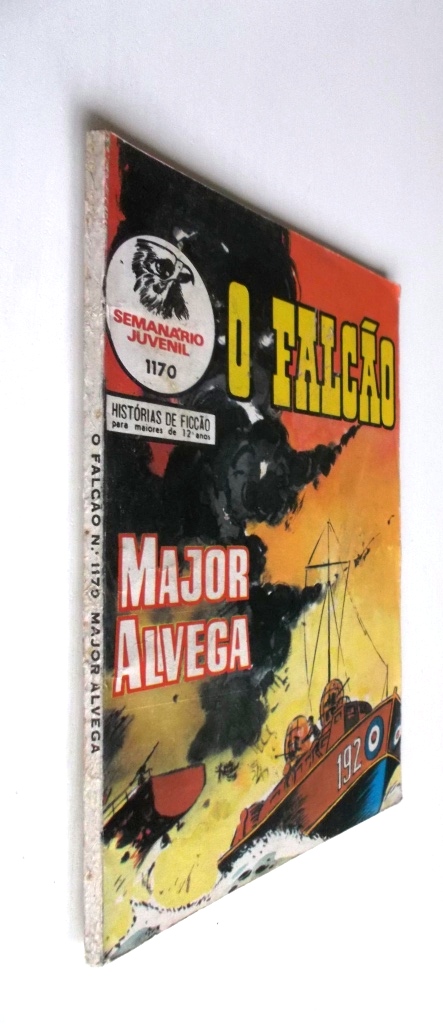 SEMANÁRIO
JUVENIL
1170
O FALCÃO
HISTÓRIAS DE FICÇÃO
para maiores de 12 anos
MAJOR
ALVEGA
192
O FALCÃO N.º 1170 MAJOR ALVEGA